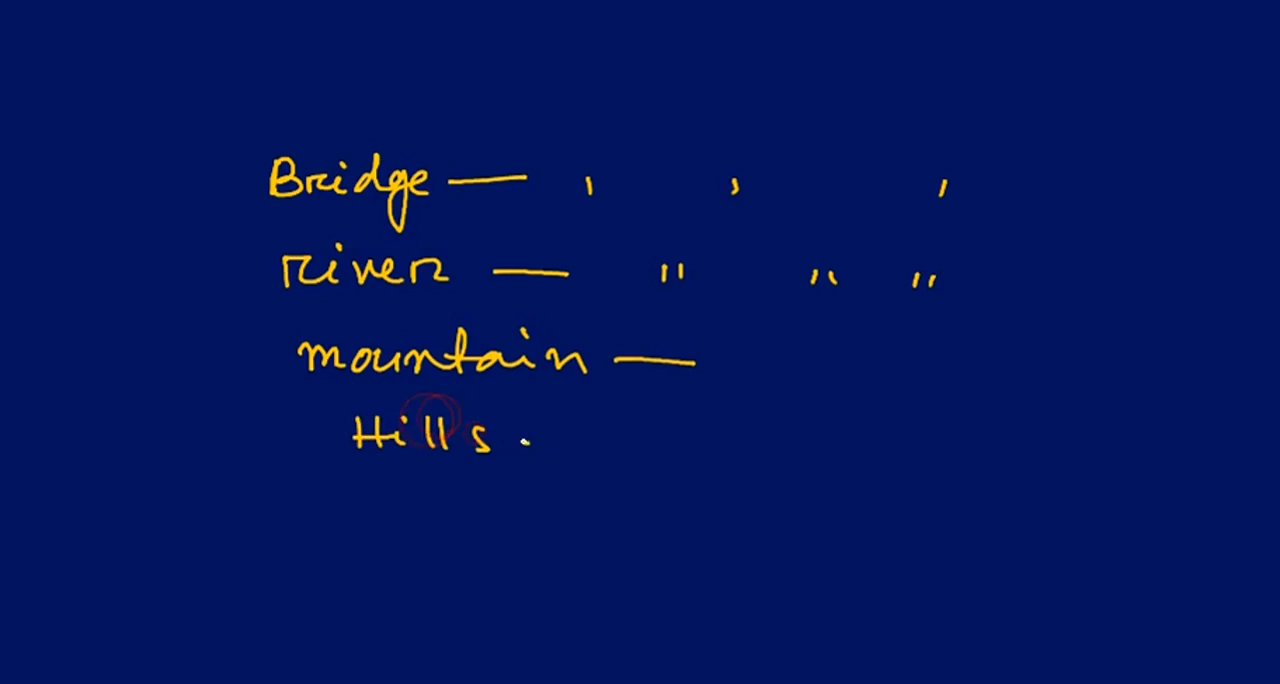 Bridge — , , ,
river — " " "
mountain —
Hills .